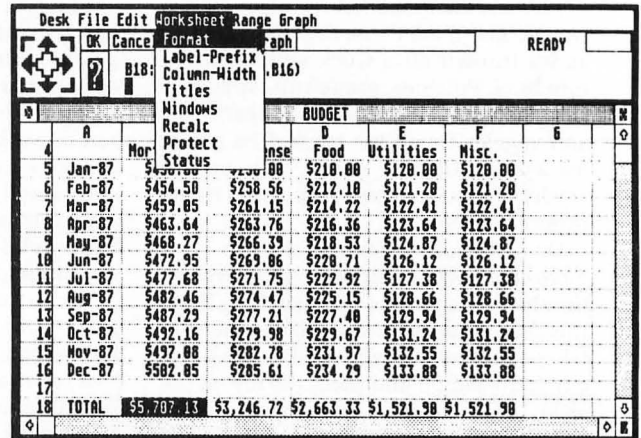 Desk File Edit Worksheet Range Graph
OK Cance Format raph READY
? B18: Label-Prefix .B16)
Column-Width
Titles
Windows BUDGET
Recalc
A D E F G
4 Mor Protect nse Food Utilities Misc.
Status
5 Jan-87 $210.00 $120.00 $120.00
6 Feb-87 $454.50 $258.56 $212.10 $121.20 $121.20
7 Mar-87 $459.05 $261.15 $214.22 $122.41 $122.41
8 Apr-87 $463.64 $263.76 $216.36 $123.64 $123.64
9 May-87 $468.27 $266.39 $218.53 $124.87 $124.87
10 Jun-87 $472.95 $269.06 $220.71 $126.12 $126.12
11 Jul-87 $477.68 $271.75 $222.92 $127.38 $127.38
12 Aug-87 $482.46 $274.47 $225.15 $128.66 $128.66
13 Sep-87 $487.29 $277.21 $227.40 $129.94 $129.94
14 Oct-87 $492.16 $279.98 $229.67 $131.24 $131.24
15 Nov-87 $497.08 $282.78 $231.97 $132.55 $132.55
16 Dec-87 $502.05 $285.61 $234.29 $133.88 $133.88
17
18 TOTAL $5,707.13 $3,246.72 $2,663.33 $1,521.90 $1,521.90